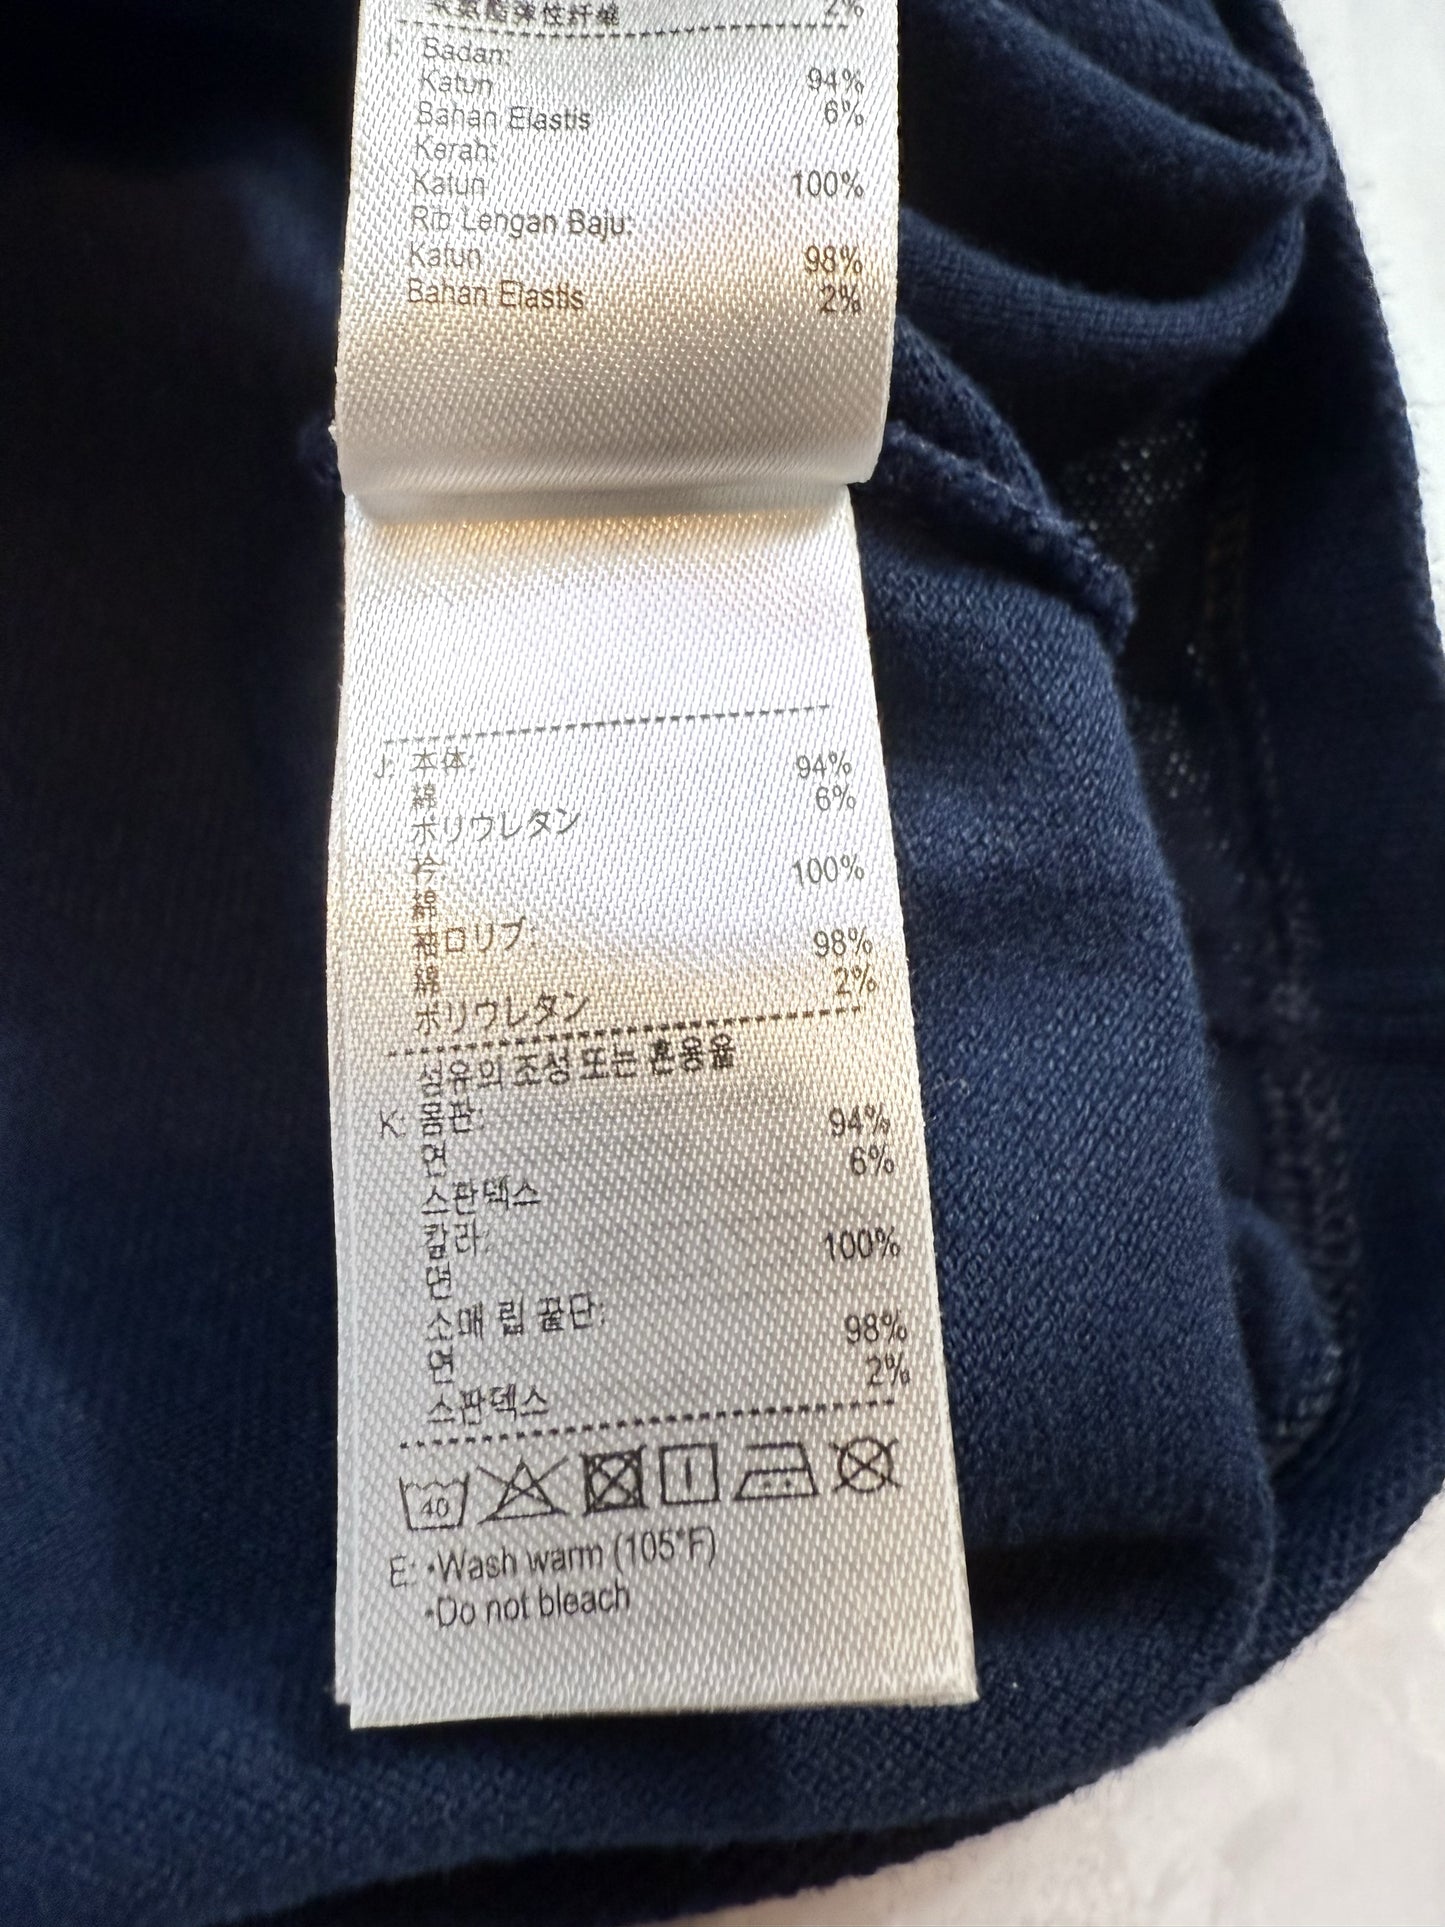 2%
I: Badan:
Katun 94%
Bahan Elastis 6%
Kerah:
Katun 100%
Rib Lengan Baju:
Katun 98%
Bahan Elastis 2%
J: 本体: 94%
綿 6%
ポリウレタン
衿 100%
綿
袖口リブ: 98%
綿 2%
ポリウレタン
섬유의 조성 또는 혼용율
K: 몸판: 94%
면 6%
스판덱스
칼라: 100%
면
소매 립 끝단: 98%
면 2%
스판덱스
40
E: •Wash warm (105°F)
•Do not bleach